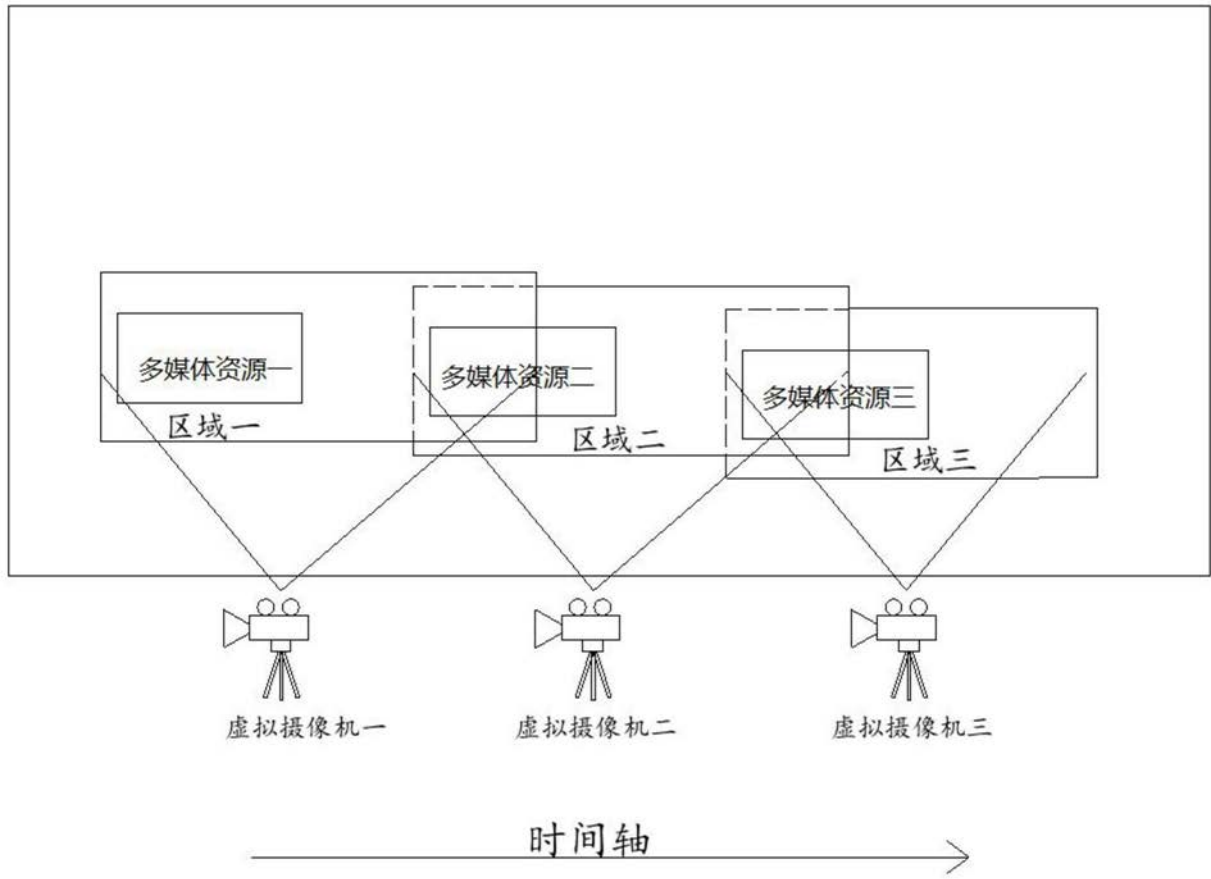 多媒体资源一
多媒体资源二
多媒体资源三
区域一
区域二
区域三
虚拟摄像机一
虚拟摄像机二
虚拟摄像机三
时间轴